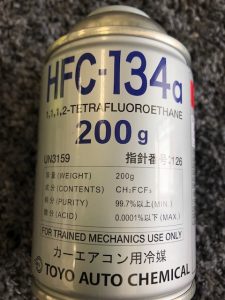 HFC-134a
1,1,1,2-TETRAFLUOROETHANE
200g
UN3159 指針番号:126
容 量 (WEIGHT) 200g
成 分 (CONTENTS) CH₂FCF₃
純 分 (PURITY) 99.7%以上(MIN.)
酸 分 (ACID) 0.0001%以下(MAX.)
FOR TRAINED MECHANICS USE ONLY
カーエアコン用冷媒
TOYO AUTO CHEMICAL